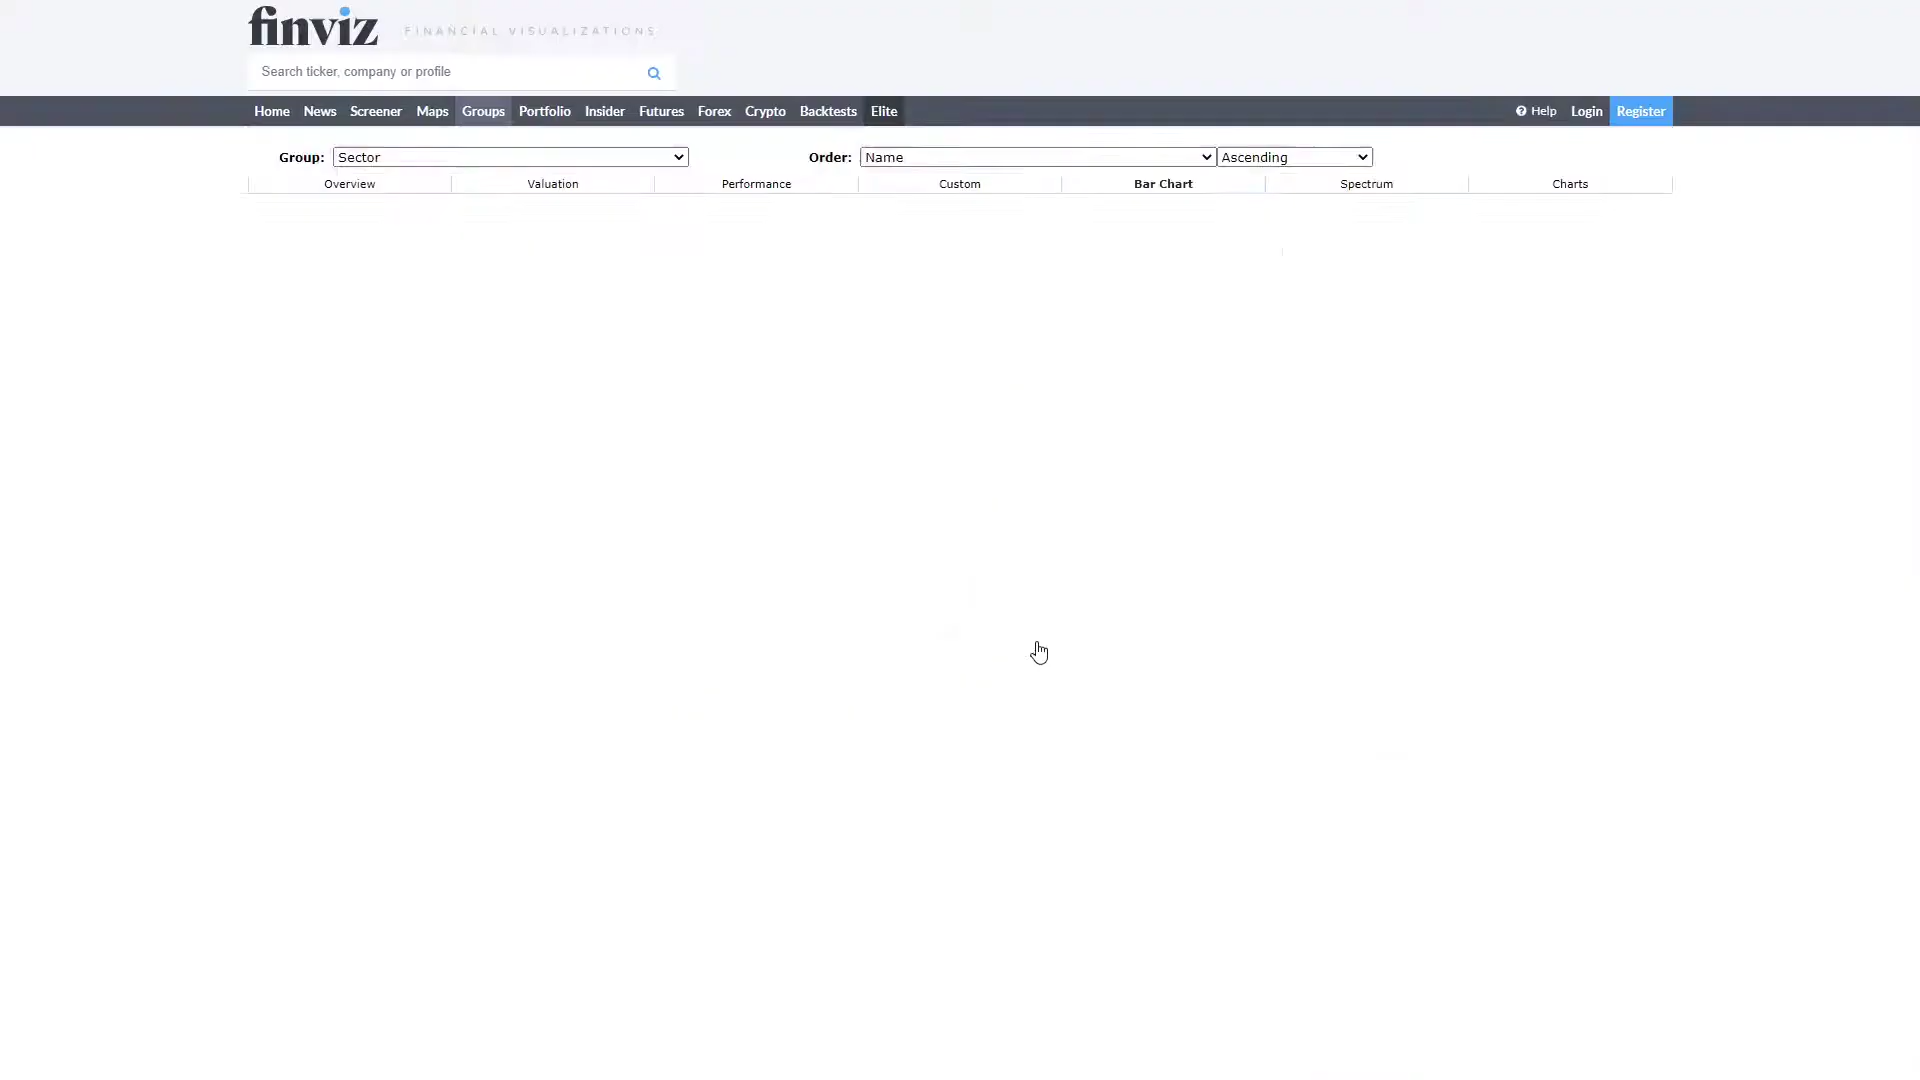 finviz FINANCIAL VISUALIZATIONS
Search ticker, company or profile
Home News Screener Maps Groups Portfolio Insider Futures Forex Crypto Backtests Elite Help Login Register
Group: Sector Order: Name Ascending
Overview Valuation Performance Custom Bar Chart Spectrum Charts